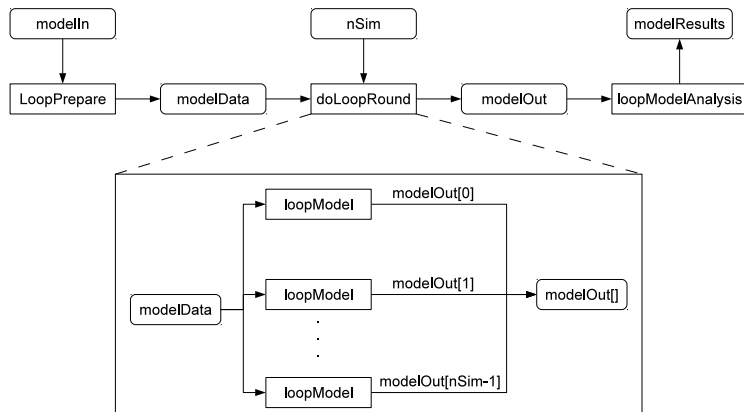 modelIn
nSim
modelResults
LoopPrepare
modelData
doLoopRound
modelOut
loopModelAnalysis
loopModel
modelOut[0]
modelData
loopModel
modelOut[1]
modelOut[]
.
.
.
loopModel
modelOut[nSim-1]